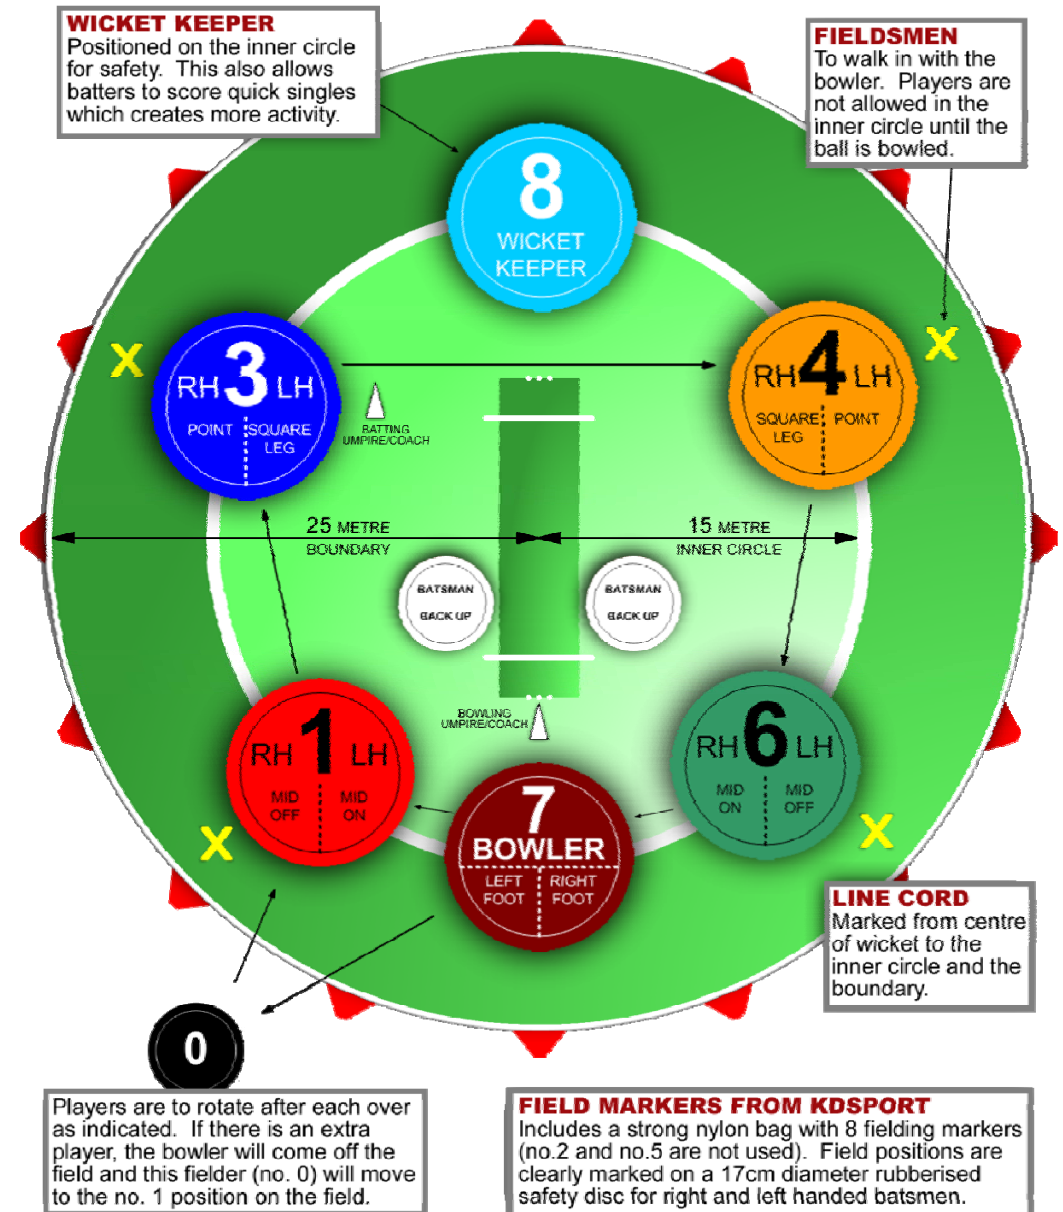 WICKET KEEPER
Positioned on the inner circle
for safety. This also allows
batters to score quick singles
which creates more activity.
FIELDSMEN
To walk in with the
bowler. Players are
not allowed in the
inner circle until the
ball is bowled.
8
WICKET
KEEPER
X
X
RH 3 LH
POINT SQUARE
LEG
RH 4 LH
SQUARE POINT
LEG
BATTING
UMPIRE/COACH
25 METRE
BOUNDARY
15 METRE
INNER CIRCLE
BATSMAN
BACK UP
BATSMAN
BACK UP
BOWLING
UMPIRE/COACH
RH 1 LH
MID MID
OFF ON
RH 6 LH
MID MID
ON OFF
7
BOWLER
LEFT RIGHT
FOOT FOOT
X
X
LINE CORD
Marked from centre
of wicket to the
inner circle and the
boundary.
0
Players are to rotate after each over
as indicated. If there is an extra
player, the bowler will come off the
field and this fielder (no. 0) will move
to the no. 1 position on the field.
FIELD MARKERS FROM KDSPORT
Includes a strong nylon bag with 8 fielding markers
(no.2 and no.5 are not used). Field positions are
clearly marked on a 17cm diameter rubberised
safety disc for right and left handed batsmen.